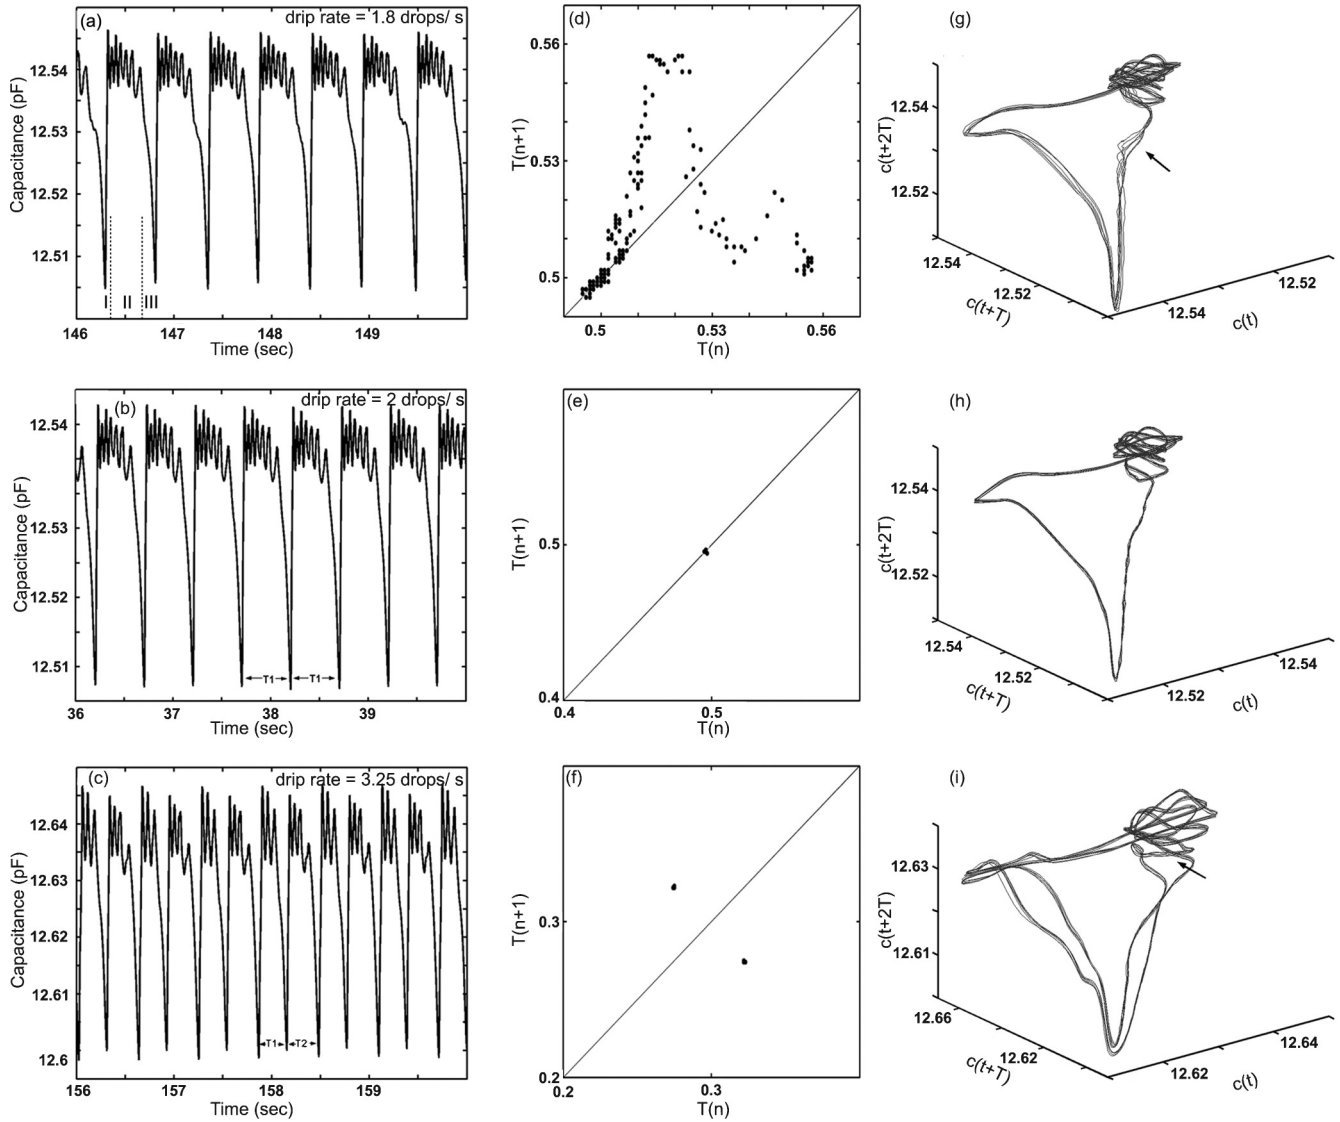 (a)
drip rate = 1.8 drops/ s
12.54
12.53
12.52
12.51
Capacitance (pF)
I
II
III
146
147
148
149
Time (sec)
(d)
0.56
0.53
0.5
T(n+1)
0.5
0.53
0.56
T(n)
(g)
12.54
12.52
c(t+2T)
12.54
12.52
c(t+T)
12.54
12.52
c(t)
(b)
drip rate = 2 drops/ s
12.54
12.53
12.52
12.51
Capacitance (pF)
T1
T1
36
37
38
39
Time (sec)
(e)
0.5
0.4
T(n+1)
0.4
0.5
T(n)
(h)
12.54
12.52
c(t+2T)
12.54
12.52
c(t+T)
12.52
12.54
c(t)
(c)
drip rate = 3.25 drops/ s
12.64
12.63
12.62
12.61
12.6
Capacitance (pF)
T1
T2
156
157
158
159
Time (sec)
(f)
0.3
0.2
T(n+1)
0.2
0.3
T(n)
(i)
12.63
12.61
c(t+2T)
12.66
12.62
c(t+T)
12.62
12.64
c(t)